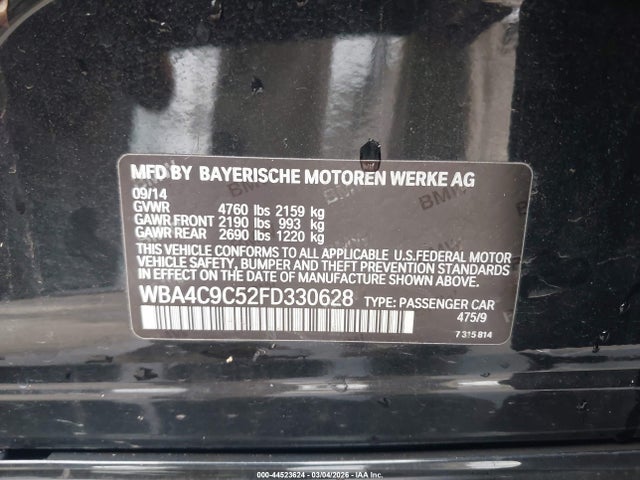 MFD BY BAYERISCHE MOTOREN WERKE AG
09/14
GVWR 4760 lbs 2159 kg
GAWR FRONT 2190 lbs 993 kg
GAWR REAR 2690 lbs 1220 kg
THIS VEHICLE CONFORMS TO ALL APPLICABLE U.S.FEDERAL MOTOR
VEHICLE SAFETY, BUMPER AND THEFT PREVENTION STANDARDS IN
EFFECT ON THE DATE OF MANUFACTURE SHOWN ABOVE.
WBA4C9C52FD330628 TYPE: PASSENGER CAR
475/9
7 315 814
000-44523624 - 03/04/2026 - IAA Inc